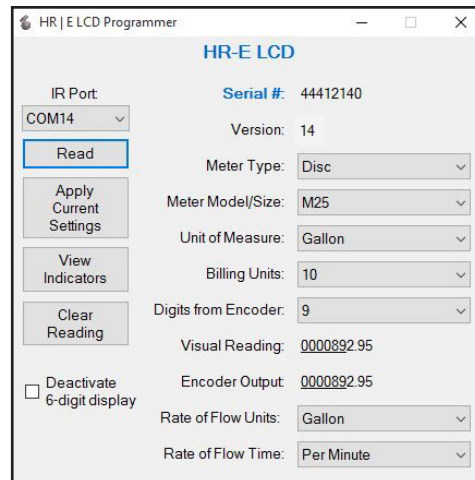 HR | E LCD Programmer
HR-E LCD
IR Port:
COM14
Read
Apply
Current
Settings
View
Indicators
Clear
Reading
Deactivate
6-digit display
Serial #: 44412140
Version: 14
Meter Type: Disc
Meter Model/Size: M25
Unit of Measure: Gallon
Billing Units: 10
Digits from Encoder: 9
Visual Reading: 0000892.95
Encoder Output: 0000892.95
Rate of Flow Units: Gallon
Rate of Flow Time: Per Minute